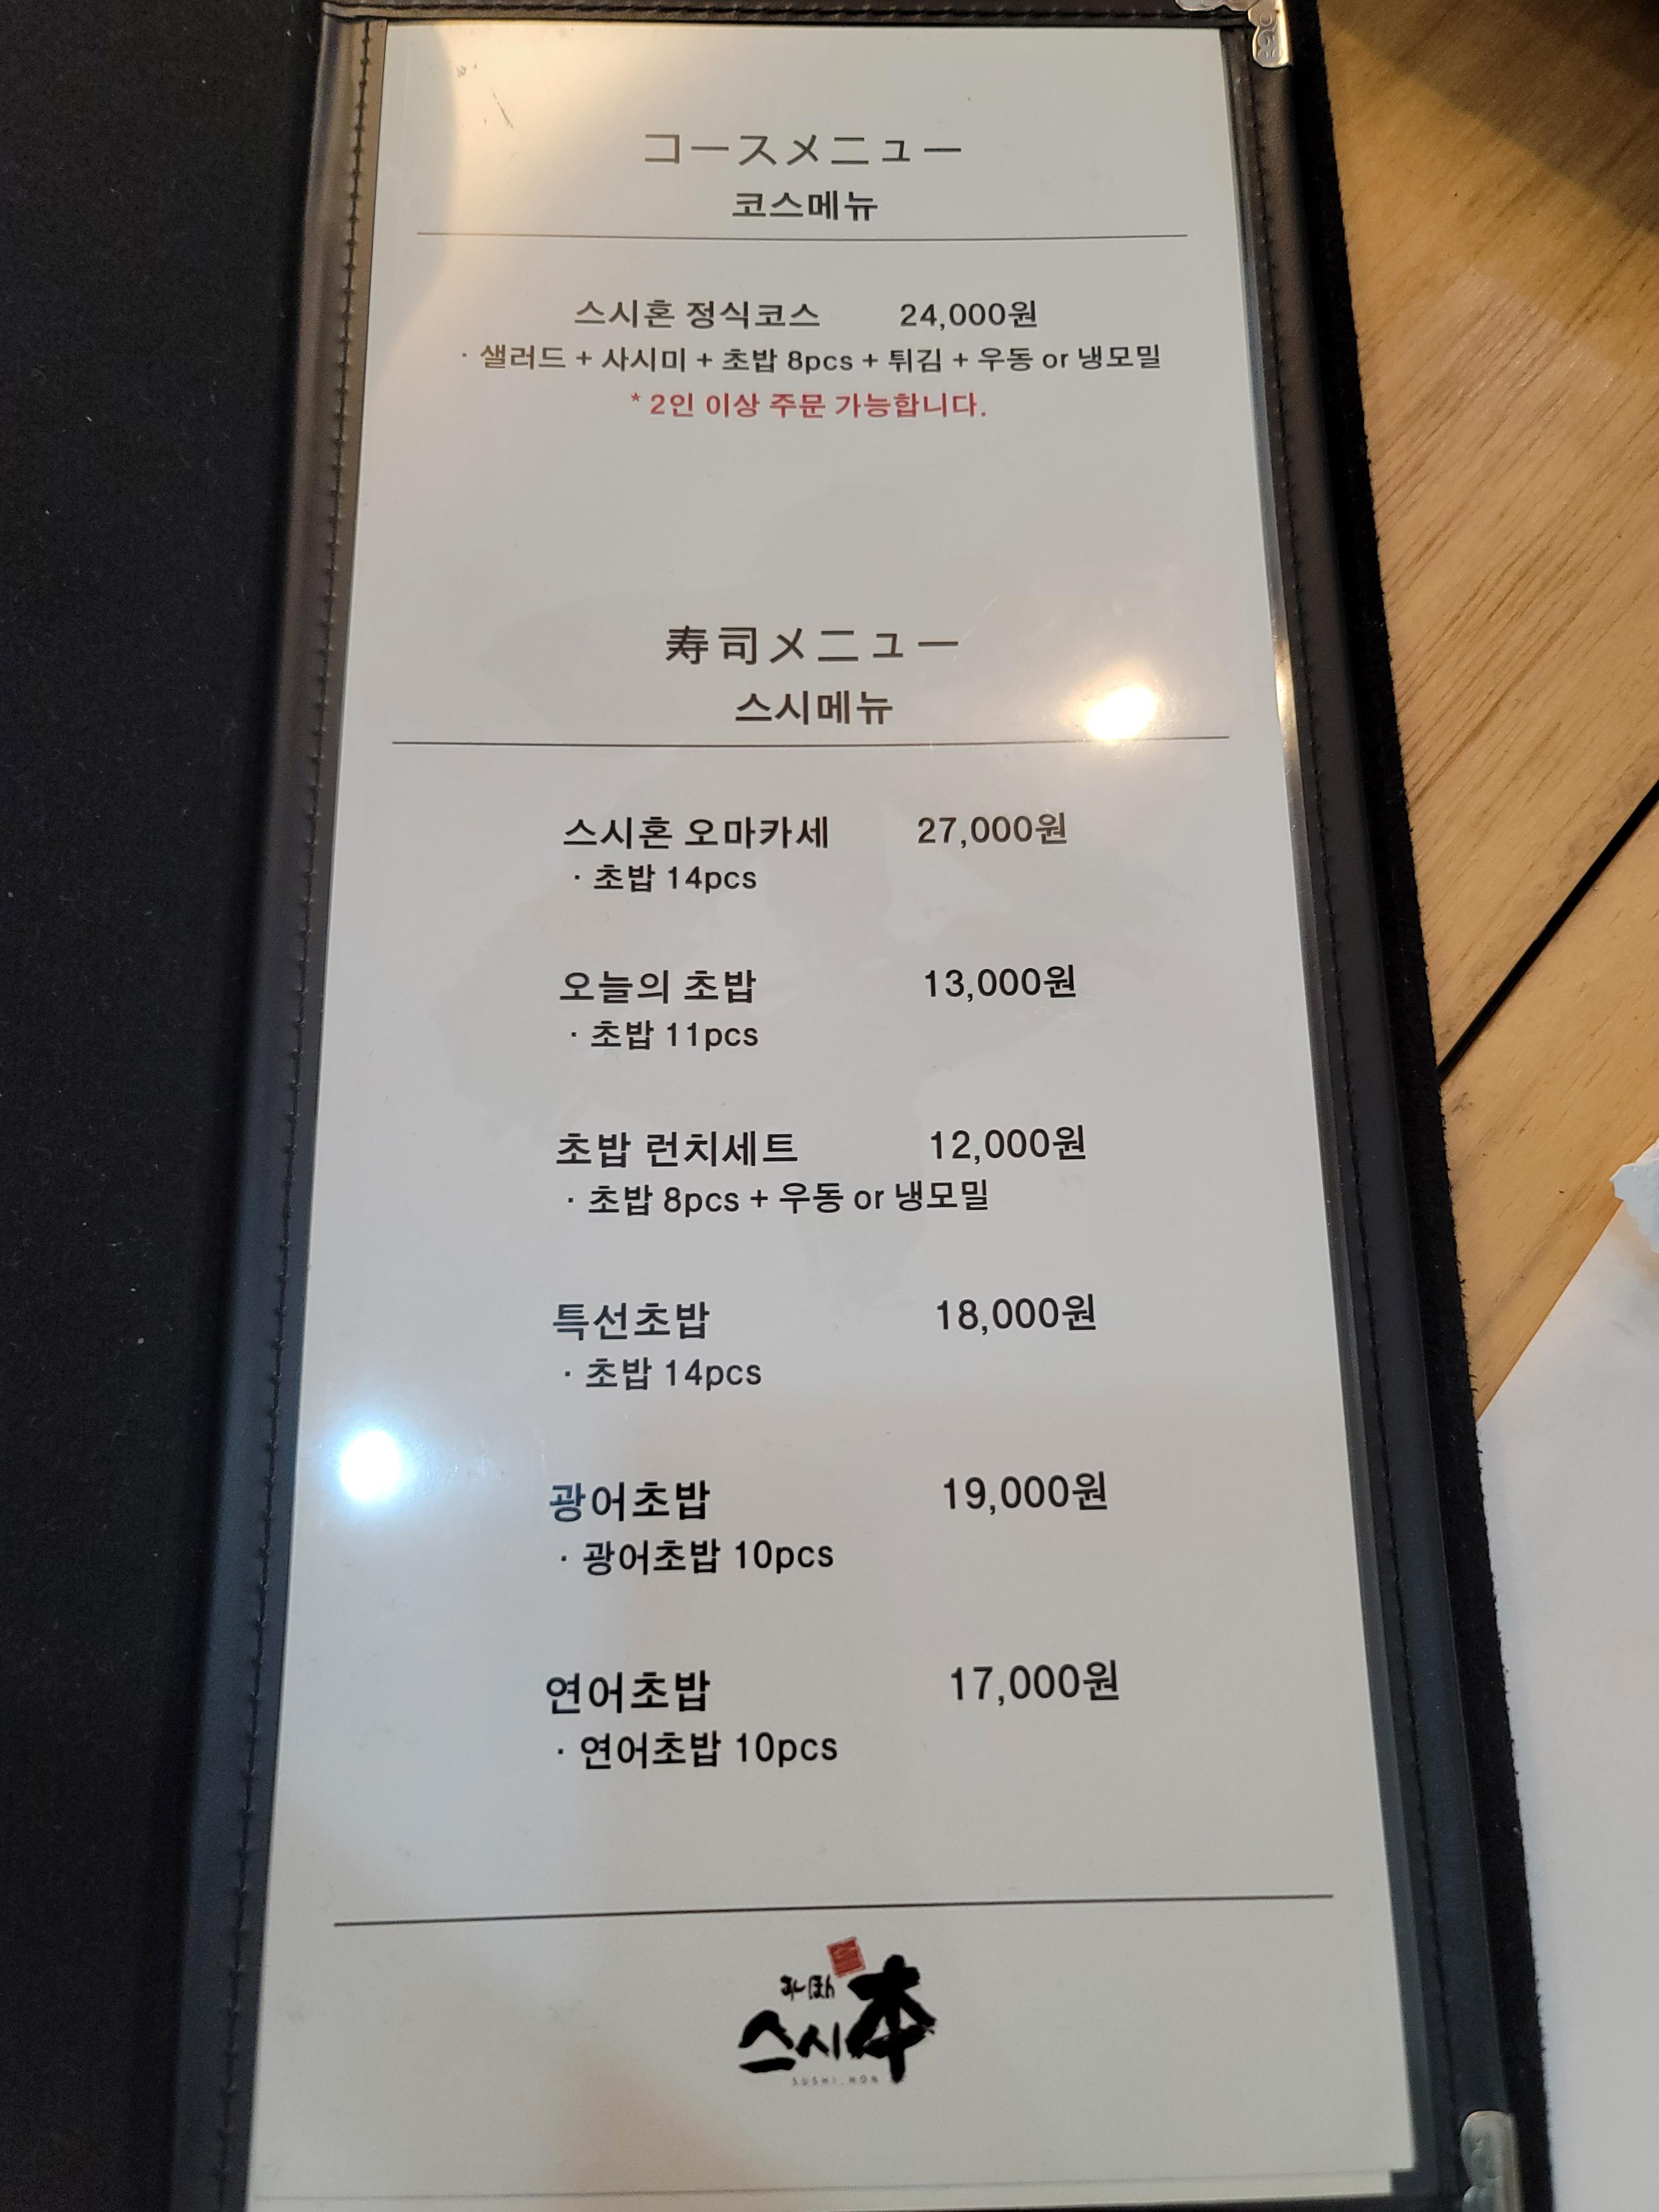 コースメニュー
코스메뉴
스시혼 정식코스 24,000원
· 샐러드 + 사시미 + 초밥 8pcs + 튀김 + 우동 or 냉모밀
* 2인 이상 주문 가능합니다.
寿司メニュー
스시메뉴
스시혼 오마카세 27,000원
· 초밥 14pcs
오늘의 초밥 13,000원
· 초밥 11pcs
초밥 런치세트 12,000원
· 초밥 8pcs + 우동 or 냉모밀
특선초밥 18,000원
· 초밥 14pcs
광어초밥 19,000원
· 광어초밥 10pcs
연어초밥 17,000원
· 연어초밥 10pcs
스시本
SUSHI HON